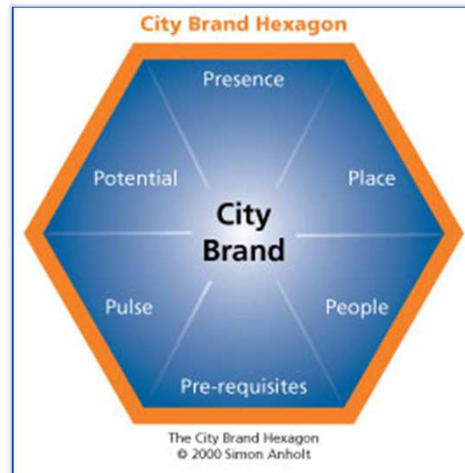 City Brand Hexagon
Presence
Potential
Place
City
Brand
Pulse
People
Pre-requisites
The City Brand Hexagon
© 2000 Simon Anholt